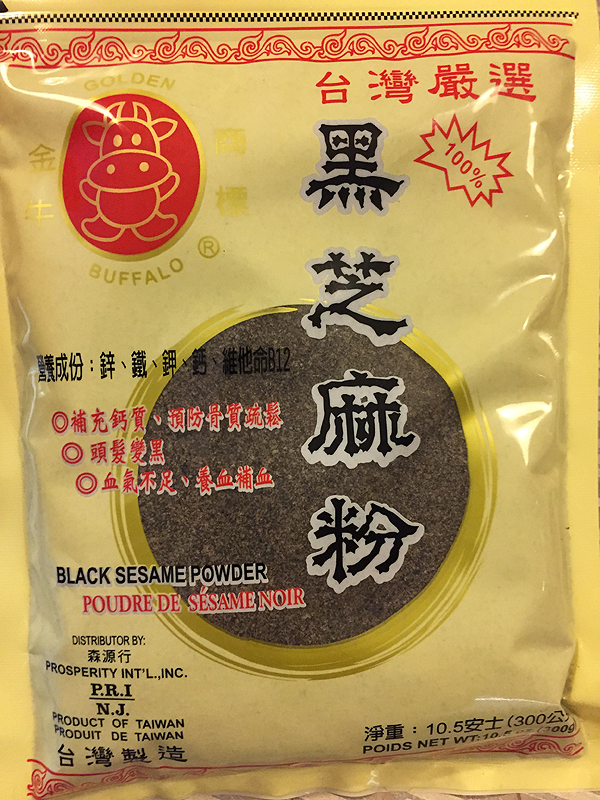 GOLDEN
金牛
商標
BUFFALO ®
台灣嚴選
100%
黑芝麻粉
營養成份：鋅、鐵、鉀、鈣、維他命B12
◎補充鈣質、預防骨質疏鬆
◎頭髮變黑
◎血氣不足、養血補血
BLACK SESAME POWDER
POUDRE DE SÉSAME NOIR
DISTRIBUTOR BY:
森源行
PROSPERITY INT'L.,INC.
P.R.I
N.J.
PRODUCT OF TAIWAN
PRODUIT DE TAIWAN
台灣製造
淨重：10.5安士(300公
POIDS NET WT:10.5 oz (300g